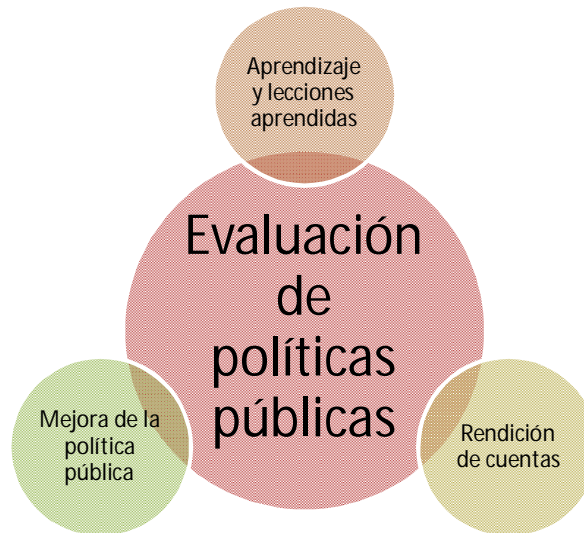 Aprendizaje
y lecciones
aprendidas
Evaluación
de
políticas
públicas
Mejora de la
política
pública
Rendición
de cuentas